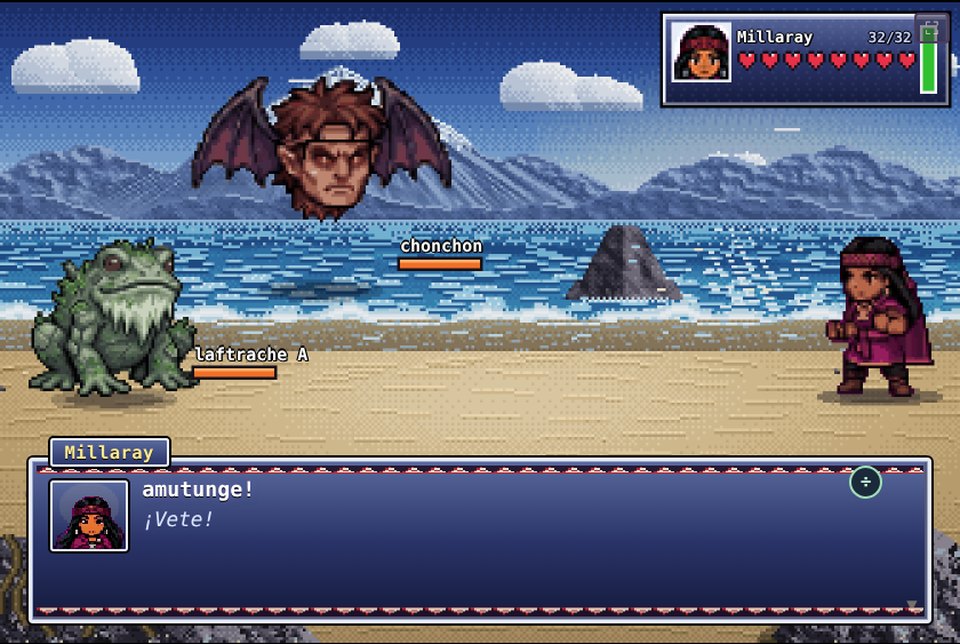 Millaray 32/32
chonchon
laftrache A
Millaray
amutunge!
¡Vete!
÷